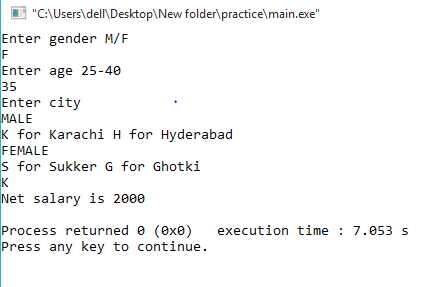 "C:\Users\dell\Desktop\New folder\practice\main.exe"
Enter gender M/F
F
Enter age 25-40
35
Enter city
MALE
K for Karachi H for Hyderabad
FEMALE
S for Sukker G for Ghotki
K
Net salary is 2000
Process returned 0 (0x0)   execution time : 7.053 s
Press any key to continue.